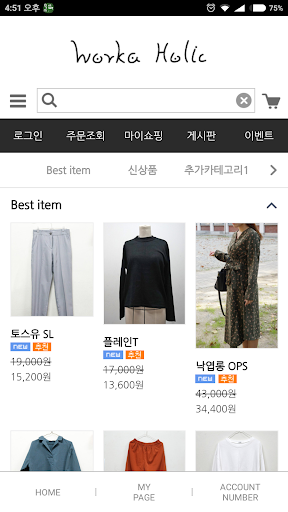 4:51 오후
75%
Worka Holic
로그인 주문조회 마이쇼핑 게시판 이벤트
Best item 신상품 추가카테고리1
Best item
토스유 SL
NEW 추천
19,000원
15,200원
플레인T
NEW 추천
17,000원
13,600원
낙엽롱 OPS
NEW 추천
43,000원
34,400원
HOME
MY
PAGE
ACCOUNT
NUMBER